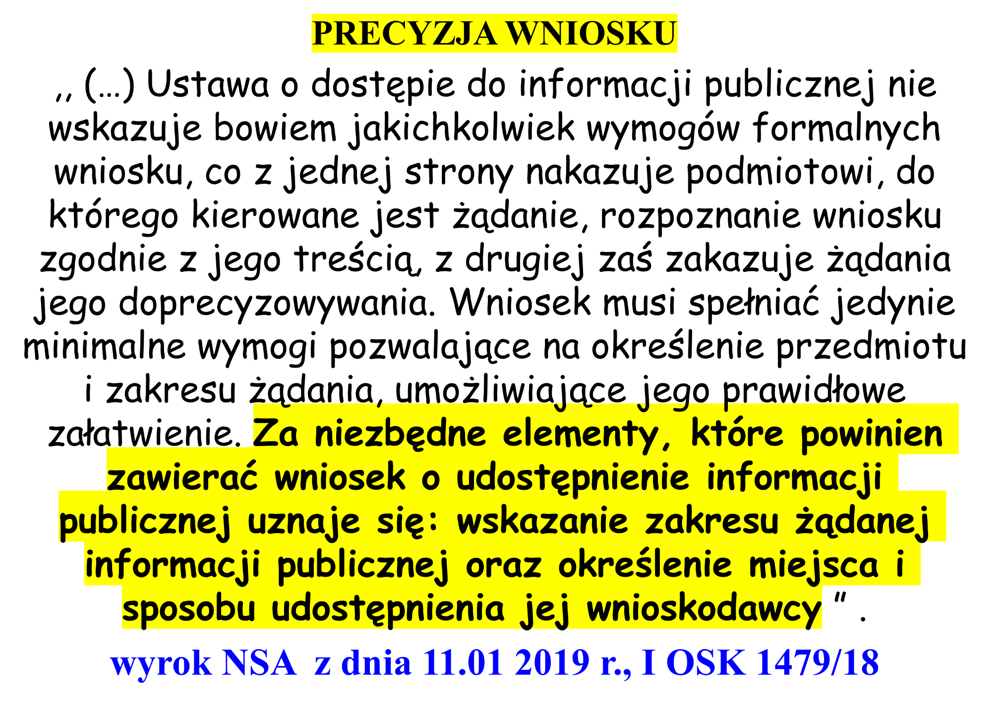 PRECYZJA WNIOSKU
,, (…) Ustawa o dostępie do informacji publicznej nie
wskazuje bowiem jakichkolwiek wymogów formalnych
wniosku, co z jednej strony nakazuje podmiotowi, do
którego kierowane jest żądanie, rozpoznanie wniosku
zgodnie z jego treścią, z drugiej zaś zakazuje żądania
jego doprecyzowywania. Wniosek musi spełniać jedynie
minimalne wymogi pozwalające na określenie przedmiotu
i zakresu żądania, umożliwiające jego prawidłowe
załatwienie. Za niezbędne elementy, które powinien
zawierać wniosek o udostępnienie informacji
publicznej uznaje się: wskazanie zakresu żądanej
informacji publicznej oraz określenie miejsca i
sposobu udostępnienia jej wnioskodawcy ” .
wyrok NSA z dnia 11.01 2019 r., I OSK 1479/18